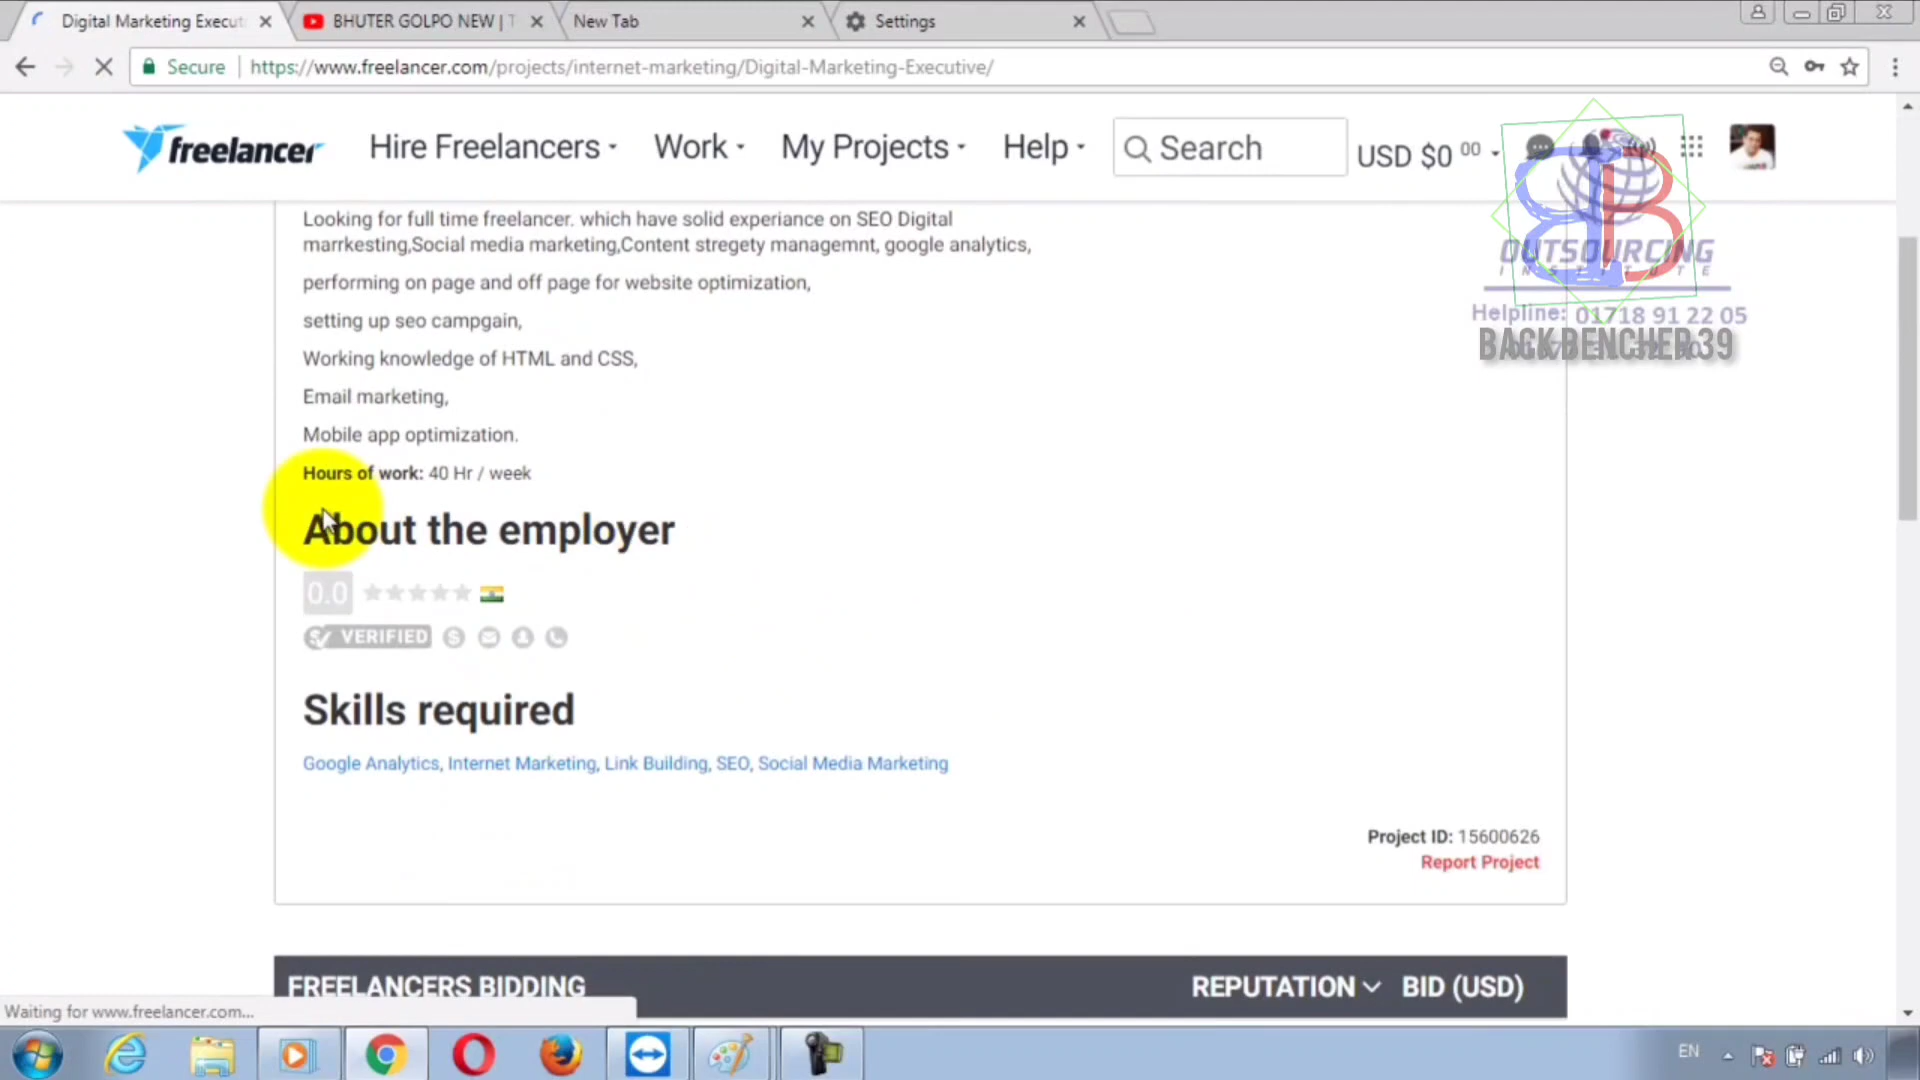 Digital Marketing Execut
BHUTER GOLPO NEW | T
New Tab
Settings
Secure
https://www.freelancer.com/projects/internet-marketing/Digital-Marketing-Executive/
freelancer
Hire Freelancers
Work
My Projects
Help
Search
USD $0 00
BB
OUTSOURCING
INSTITUTE
Helpline: 01718 91 22 05
BACK BENCHER 39
Looking for full time freelancer. which have solid experiance on SEO Digital
marrkesting,Social media marketing,Content stregety managemnt, google analytics,
performing on page and off page for website optimization,
setting up seo campgain,
Working knowledge of HTML and CSS,
Email marketing,
Mobile app optimization.
Hours of work: 40 Hr / week
About the employer
0.0
VERIFIED
Skills required
Google Analytics, Internet Marketing, Link Building, SEO, Social Media Marketing
Project ID: 15600626
Report Project
FREELANCERS BIDDING
REPUTATION
BID (USD)
Waiting for www.freelancer.com...
EN